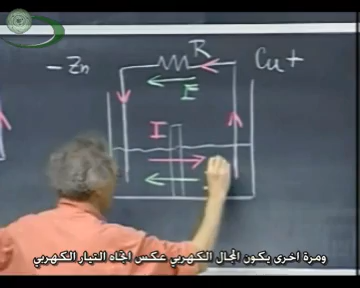 - Zn
R
Cu+
E
I
ومرة اخرى يكون المجال الكهربي عكس اتجاه التيار الكهربي